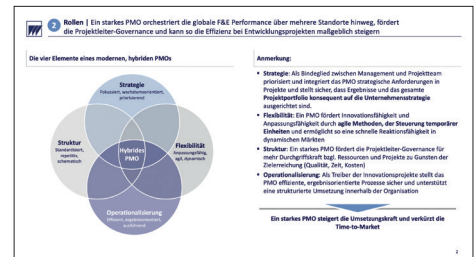 2
Rollen | Ein starkes PMO orchestriert die globale F&E Performance über mehrere Standorte hinweg, fördert
die Projektleiter-Governance und kann so die Effizienz bei Entwicklungsprojekten maßgeblich steigern
Die vier Elemente eines modernen, hybriden PMOs
Strategie
Fokussiert, wachstumsorientiert,
priorisierend
Struktur
Standardisiert,
repetitiv,
schematisch
Hybrides
PMO
Flexibilität
Anpassungsfähig,
agil, dynamisch
Operationalisierung
Effizient, ergebnisorientiert,
ausführend
Anmerkung:
▪ Strategie: Als Bindeglied zwischen Management und Projektteam
priorisiert und integriert das PMO strategische Anforderungen in
Projekte und stellt sicher, dass Ergebnisse und das gesamte
Projektportfolio konsequent auf die Unternehmensstrategie
ausgerichtet sind.
▪ Flexibilität: Ein PMO fördert Innovationsfähigkeit und
Anpassungsfähigkeit durch agile Methoden, der Steuerung temporärer
Einheiten und ermöglicht so eine schnelle Reaktionsfähigkeit in
dynamischen Märkten
▪ Struktur: Ein starkes PMO fördert die Projektleiter-Governance für
mehr Durchgriffskraft bzgl. Ressourcen und Projekte zu Gunsten der
Zielerreichung (Qualität, Zeit, Kosten)
▪ Operationalisierung: Als Treiber der Innovationsprojekte stellt das
PMO effiziente, ergebnisorientierte Prozesse sicher und unterstützt
eine strukturierte Umsetzung innerhalb der Organisation
Ein starkes PMO steigert die Umsetzungskraft und verkürzt die
Time-to-Market